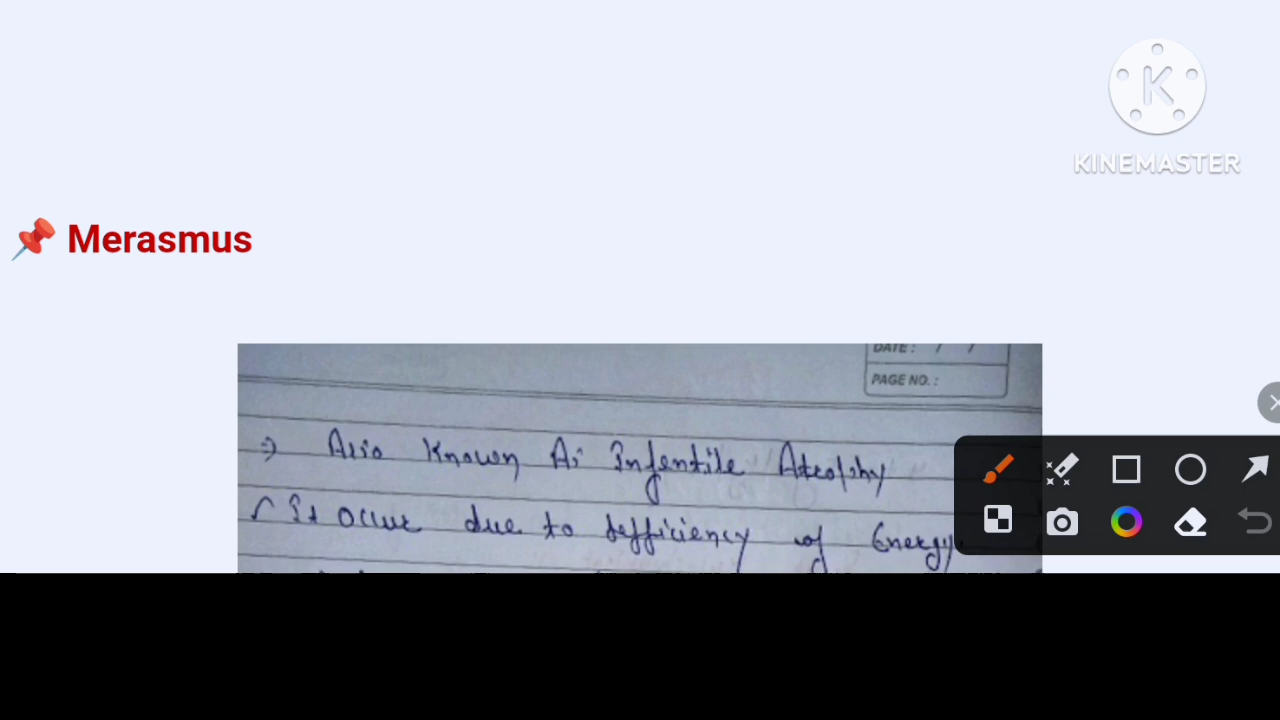 KINEMASTER
📌 Merasmus
DATE : / /
PAGE NO. :
⇒ Also Known As Infentile Atrophy
✓ It occur due to defficiency of Energy